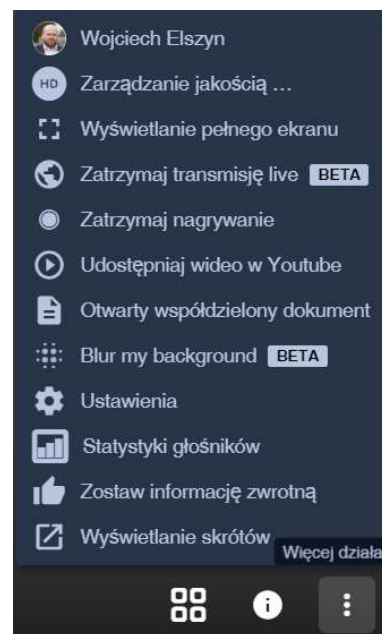 Wojciech Elszyn
HD Zarządzanie jakością ...
Wyświetlanie pełnego ekranu
Zatrzymaj transmisję live BETA
Zatrzymaj nagrywanie
Udostępniaj wideo w Youtube
Otwarty współdzielony dokument
Blur my background BETA
Ustawienia
Statystyki głośników
Zostaw informację zwrotną
Wyświetlanie skrótów
Więcej działa